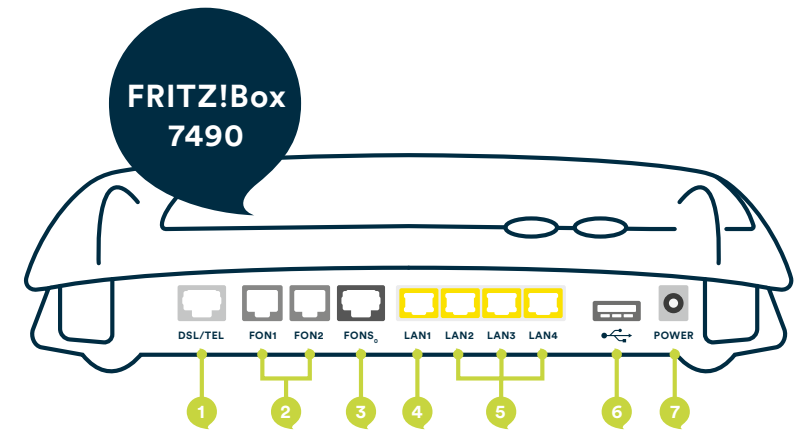 FRITZ!Box
7490
DSL/TEL FON1 FON2 FONS₀ LAN1 LAN2 LAN3 LAN4 POWER
1 2 3 4 5 6 7